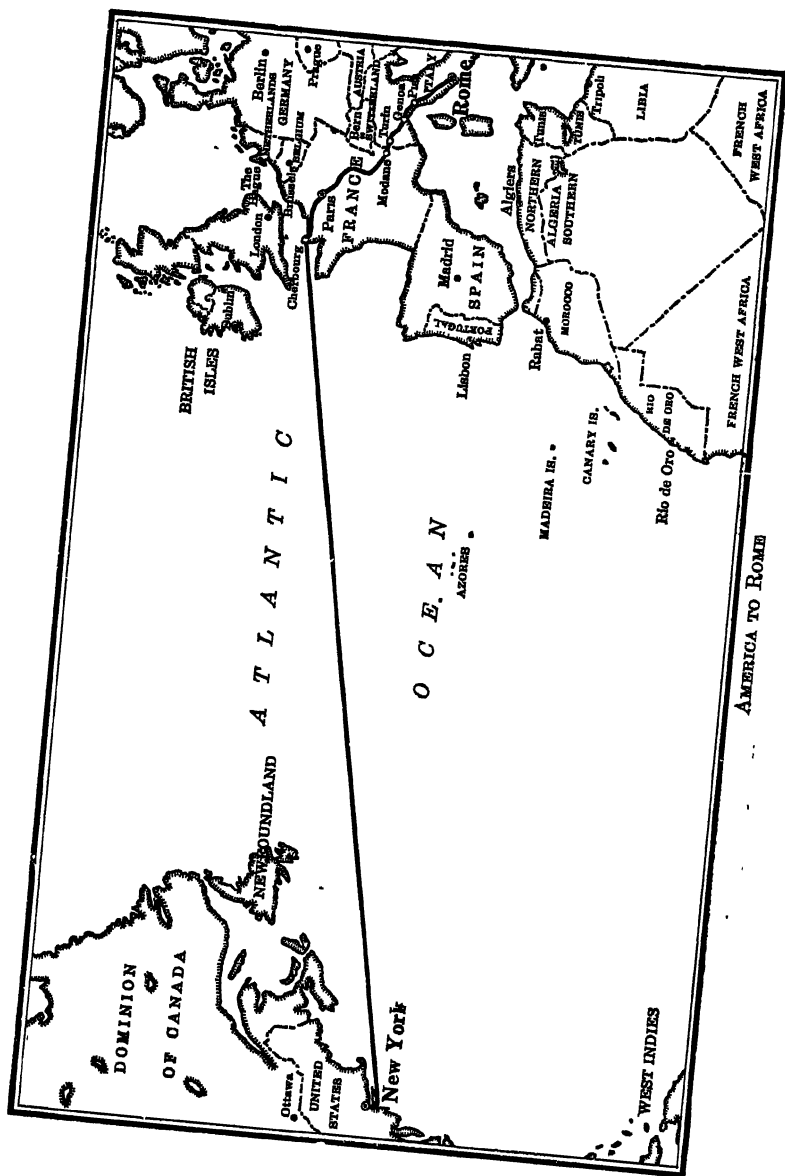 DOMINION
OF CANADA
NEWFOUNDLAND
Ottawa
UNITED
STATES
New York
WEST INDIES
ATLANTIC
OCEAN
AZORES
MADEIRA IS.
CANARY IS.
BRITISH
ISLES
Dublin
London
The
Hague
NETHERLANDS
Berlin
GERMANY
Prague
Brussels
BELGIUM
Cherbourg
Paris
FRANCE
Bern
AUSTRIA
SWITZERLAND
Modane
Turin
Genoa
ITALY
Rome
Madrid
SPAIN
PORTUGAL
Lisbon
Algiers
NORTHERN
ALGERIA
SOUTHERN
Tunis
TUNIS
Tripoli
LIBIA
Rabat
MOROCCO
RIO
DE ORO
Rio de Oro
FRENCH WEST AFRICA
FRENCH
WEST AFRICA
AMERICA TO ROME